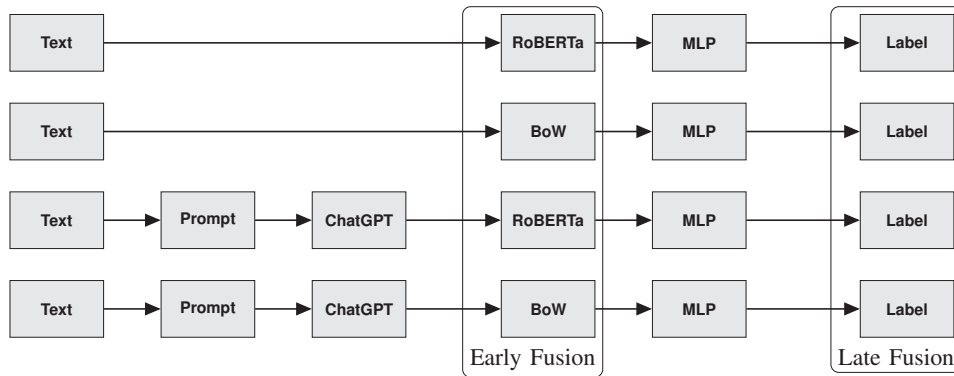 Text RoBERTa MLP Label
Text BoW MLP Label
Text Prompt ChatGPT RoBERTa MLP Label
Text Prompt ChatGPT BoW MLP Label
Early Fusion Late Fusion